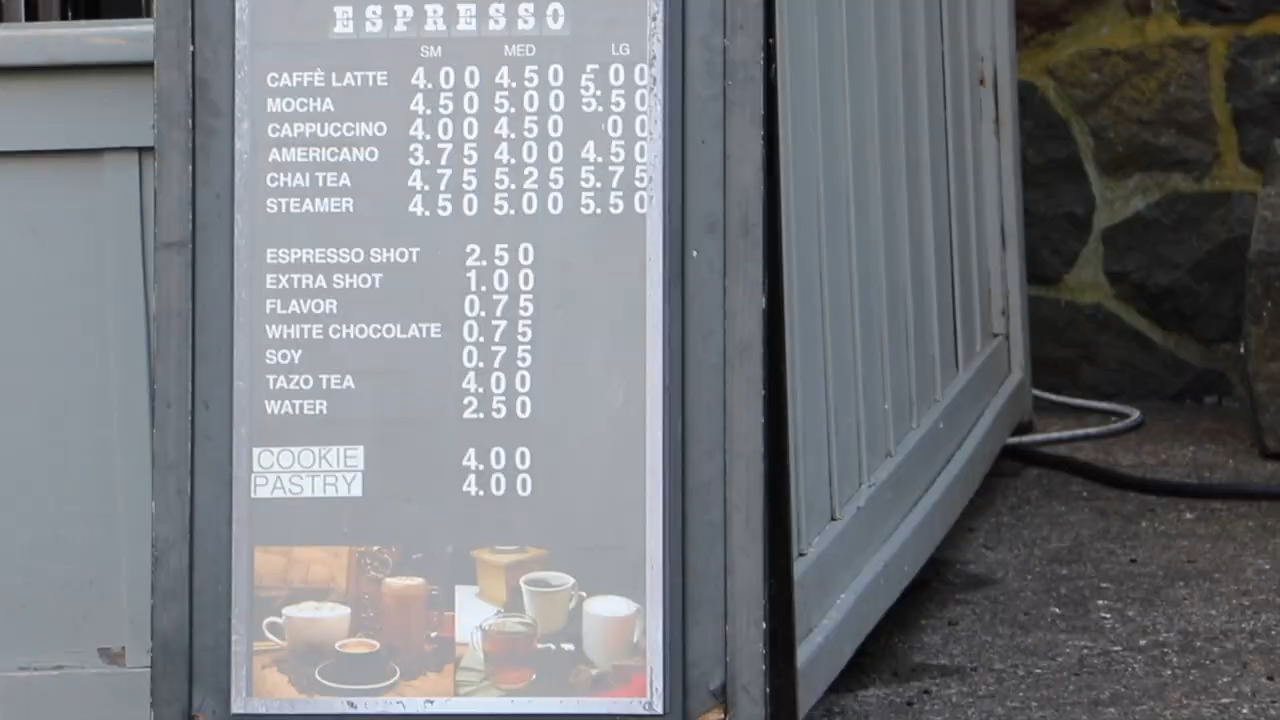 ESPRESSO
SM MED LG
CAFFÈ LATTE 4.00 4.50 5.00
MOCHA 4.50 5.00 5.50
CAPPUCCINO 4.00 4.50 00
AMERICANO 3.75 4.00 4.50
CHAI TEA 4.75 5.25 5.75
STEAMER 4.50 5.00 5.50
ESPRESSO SHOT 2.50
EXTRA SHOT 1.00
FLAVOR 0.75
WHITE CHOCOLATE 0.75
SOY 0.75
TAZO TEA 4.00
WATER 2.50
COOKIE 4.00
PASTRY 4.00